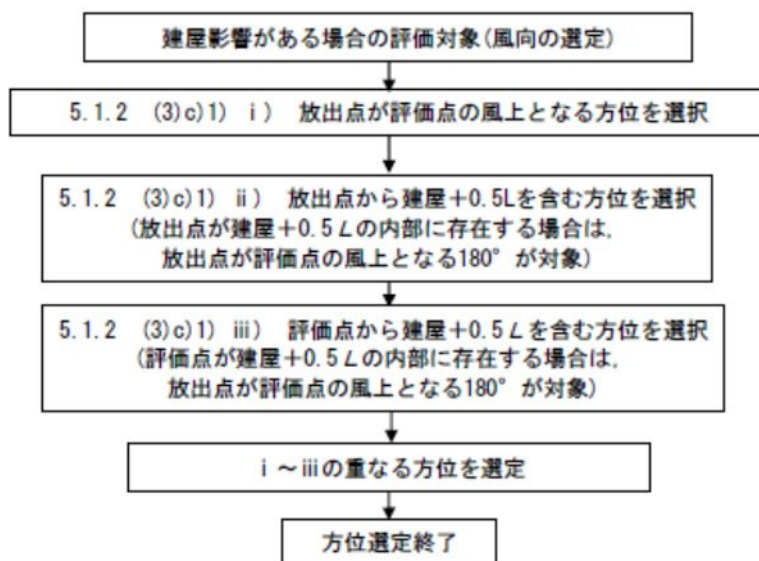 建屋影響がある場合の評価対象(風向の選定)
5.1.2 (3)c)1) ⅰ) 放出点が評価点の風上となる方位を選択
5.1.2 (3)c)1) ⅱ) 放出点から建屋+0.5Lを含む方位を選択
(放出点が建屋+0.5Lの内部に存在する場合は,
放出点が評価点の風上となる180°が対象)
5.1.2 (3)c)1) ⅲ) 評価点から建屋+0.5Lを含む方位を選択
(評価点が建屋+0.5Lの内部に存在する場合は,
放出点が評価点の風上となる180°が対象)
ⅰ~ⅲの重なる方位を選定
方位選定終了